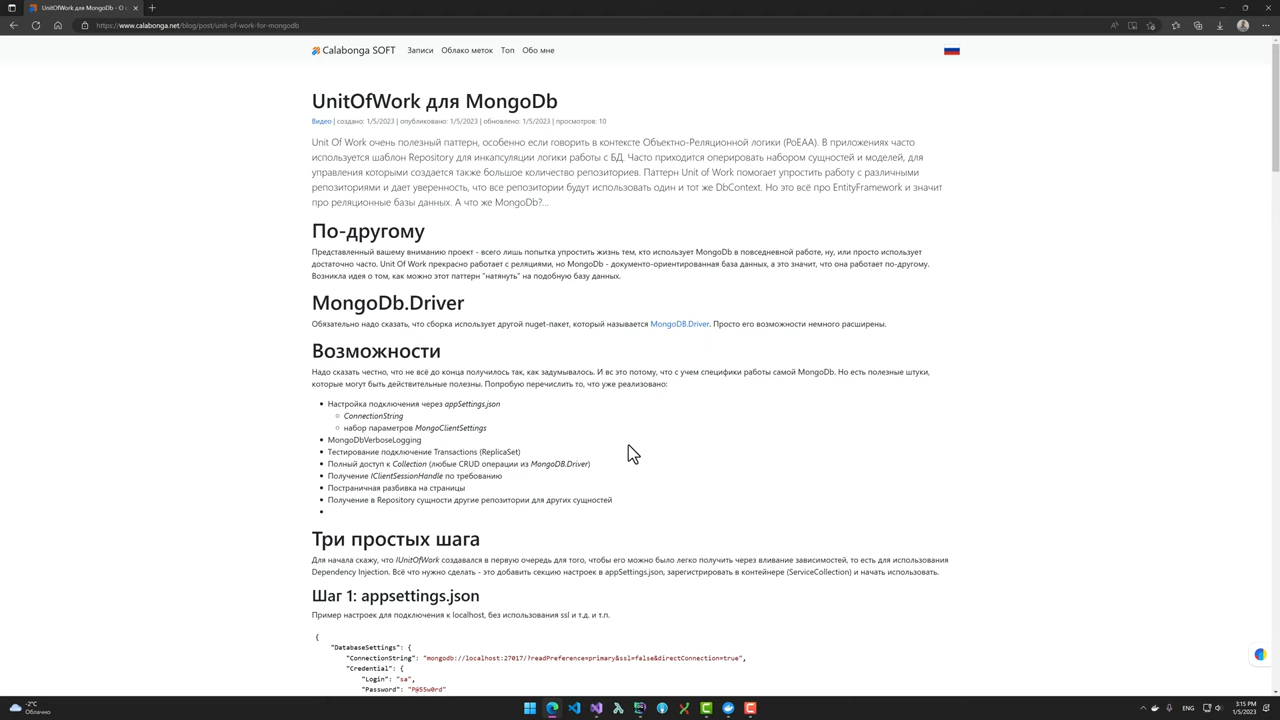 UnitOfWork для MongoDb - О с
https://www.calabonga.net/blog/post/unit-of-work-for-mongodb
Calabonga SOFT Записи Облако меток Топ Обо мне
UnitOfWork для MongoDb
Видео | создано: 1/5/2023 | опубликовано: 1/5/2023 | обновлено: 1/5/2023 | просмотров: 10
Unit Of Work очень полезный паттерн, особенно если говорить в контексте Объектно-Реляционной логики (PoEAA). В приложениях часто
используется шаблон Repository для инкапсуляции логики работы с БД. Часто приходится оперировать набором сущностей и моделей, для
управления которыми создается также большое количество репозиториев. Паттерн Unit of Work помогает упростить работу с различными
репозиториями и дает уверенность, что все репозитории будут использовать один и тот же DbContext. Но это всё про EntityFramework и значит
про реляционные базы данных. А что же MongoDb?...
По-другому
Представленный вашему вниманию проект - всего лишь попытка упростить жизнь тем, кто использует MongoDb в повседневной работе, ну, или просто использует
достаточно часто. Unit Of Work прекрасно работает с реляциями, но MongoDb - документо-ориентированная база данных, а это значит, что она работает по-другому.
Возникла идея о том, как можно этот паттерн "натянуть" на подобную базу данных.
MongoDb.Driver
Обязательно надо сказать, что сборка использует другой nuget-пакет, который называется MongoDB.Driver. Просто его возможности немного расширены.
Возможности
Надо сказать честно, что не всё до конца получилось так, как задумывалось. И вс это потому, что с учем специфики работы самой MongoDb. Но есть полезные штуки,
которые могут быть действительные полезны. Попробую перечислить то, что уже реализовано:
• Настройка подключения через appSettings.json
◦ ConnectionString
◦ набор параметров MongoClientSettings
• MongoDbVerboseLogging
• Тестирование подключение Transactions (ReplicaSet)
• Полный доступ к Collection (любые CRUD операции из MongoDB.Driver)
• Получение IClientSessionHandle по требованию
• Постраничная разбивка на страницы
• Получение в Repository сущности другие репозитории для других сущностей
•
Три простых шага
Для начала скажу, что IUnitOfWork создавался в первую очередь для того, чтобы его можно было легко получить через вливание зависимостей, то есть для использования
Dependency Injection. Всё что нужно сделать - это добавить секцию настроек в appSettings.json, зарегистрировать в контейнере (ServiceCollection) и начать использовать.
Шаг 1: appsettings.json
Пример настроек для подключения к localhost, без использования ssl и т.д. и т.п.
{
"DatabaseSettings": {
"ConnectionString": "mongodb://localhost:27017/?readPreference=primary&ssl=false&directConnection=true",
"Credential": {
"Login": "sa",
"Password": "P@55w0rd"
-2°C
Облачно
ENG
3:15 PM
1/5/2023